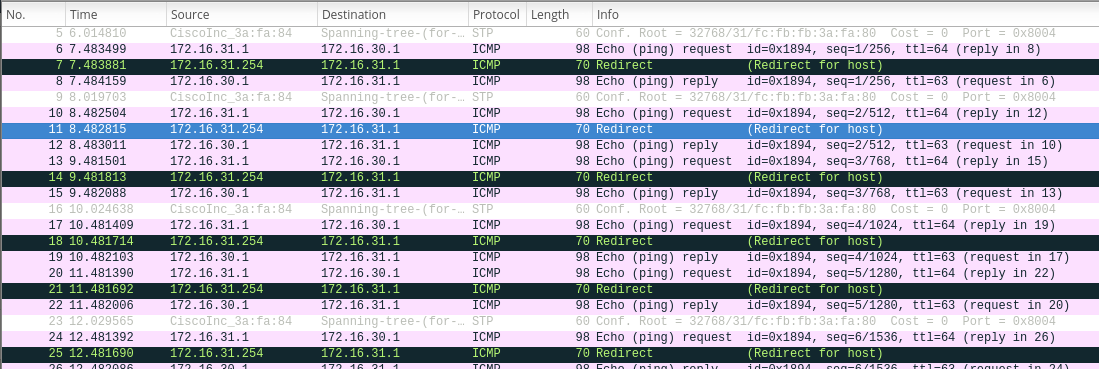 No. Time Source Destination Protocol Length Info
5 6.014810 CiscoInc_3a:fa:84 Spanning-tree-(for-… STP 60 Conf. Root = 32768/31/fc:fb:fb:3a:fa:80 Cost = 0 Port = 0x8004
6 7.483499 172.16.31.1 172.16.30.1 ICMP 98 Echo (ping) request id=0x1894, seq=1/256, ttl=64 (reply in 8)
7 7.483881 172.16.31.254 172.16.31.1 ICMP 70 Redirect (Redirect for host)
8 7.484159 172.16.30.1 172.16.31.1 ICMP 98 Echo (ping) reply id=0x1894, seq=1/256, ttl=63 (request in 6)
9 8.019703 CiscoInc_3a:fa:84 Spanning-tree-(for-… STP 60 Conf. Root = 32768/31/fc:fb:fb:3a:fa:80 Cost = 0 Port = 0x8004
10 8.482504 172.16.31.1 172.16.30.1 ICMP 98 Echo (ping) request id=0x1894, seq=2/512, ttl=64 (reply in 12)
11 8.482815 172.16.31.254 172.16.31.1 ICMP 70 Redirect (Redirect for host)
12 8.483011 172.16.30.1 172.16.31.1 ICMP 98 Echo (ping) reply id=0x1894, seq=2/512, ttl=63 (request in 10)
13 9.481501 172.16.31.1 172.16.30.1 ICMP 98 Echo (ping) request id=0x1894, seq=3/768, ttl=64 (reply in 15)
14 9.481813 172.16.31.254 172.16.31.1 ICMP 70 Redirect (Redirect for host)
15 9.482088 172.16.30.1 172.16.31.1 ICMP 98 Echo (ping) reply id=0x1894, seq=3/768, ttl=63 (request in 13)
16 10.024638 CiscoInc_3a:fa:84 Spanning-tree-(for-… STP 60 Conf. Root = 32768/31/fc:fb:fb:3a:fa:80 Cost = 0 Port = 0x8004
17 10.481409 172.16.31.1 172.16.30.1 ICMP 98 Echo (ping) request id=0x1894, seq=4/1024, ttl=64 (reply in 19)
18 10.481714 172.16.31.254 172.16.31.1 ICMP 70 Redirect (Redirect for host)
19 10.482103 172.16.30.1 172.16.31.1 ICMP 98 Echo (ping) reply id=0x1894, seq=4/1024, ttl=63 (request in 17)
20 11.481390 172.16.31.1 172.16.30.1 ICMP 98 Echo (ping) request id=0x1894, seq=5/1280, ttl=64 (reply in 22)
21 11.481692 172.16.31.254 172.16.31.1 ICMP 70 Redirect (Redirect for host)
22 11.482006 172.16.30.1 172.16.31.1 ICMP 98 Echo (ping) reply id=0x1894, seq=5/1280, ttl=63 (request in 20)
23 12.029565 CiscoInc_3a:fa:84 Spanning-tree-(for-… STP 60 Conf. Root = 32768/31/fc:fb:fb:3a:fa:80 Cost = 0 Port = 0x8004
24 12.481392 172.16.31.1 172.16.30.1 ICMP 98 Echo (ping) request id=0x1894, seq=6/1536, ttl=64 (reply in 26)
25 12.481690 172.16.31.254 172.16.31.1 ICMP 70 Redirect (Redirect for host)
26 12.482086 172.16.30.1 172.16.31.1 ICMP 98 Echo (ping) reply id=0x1894, seq=6/1536, ttl=63 (request in 24)